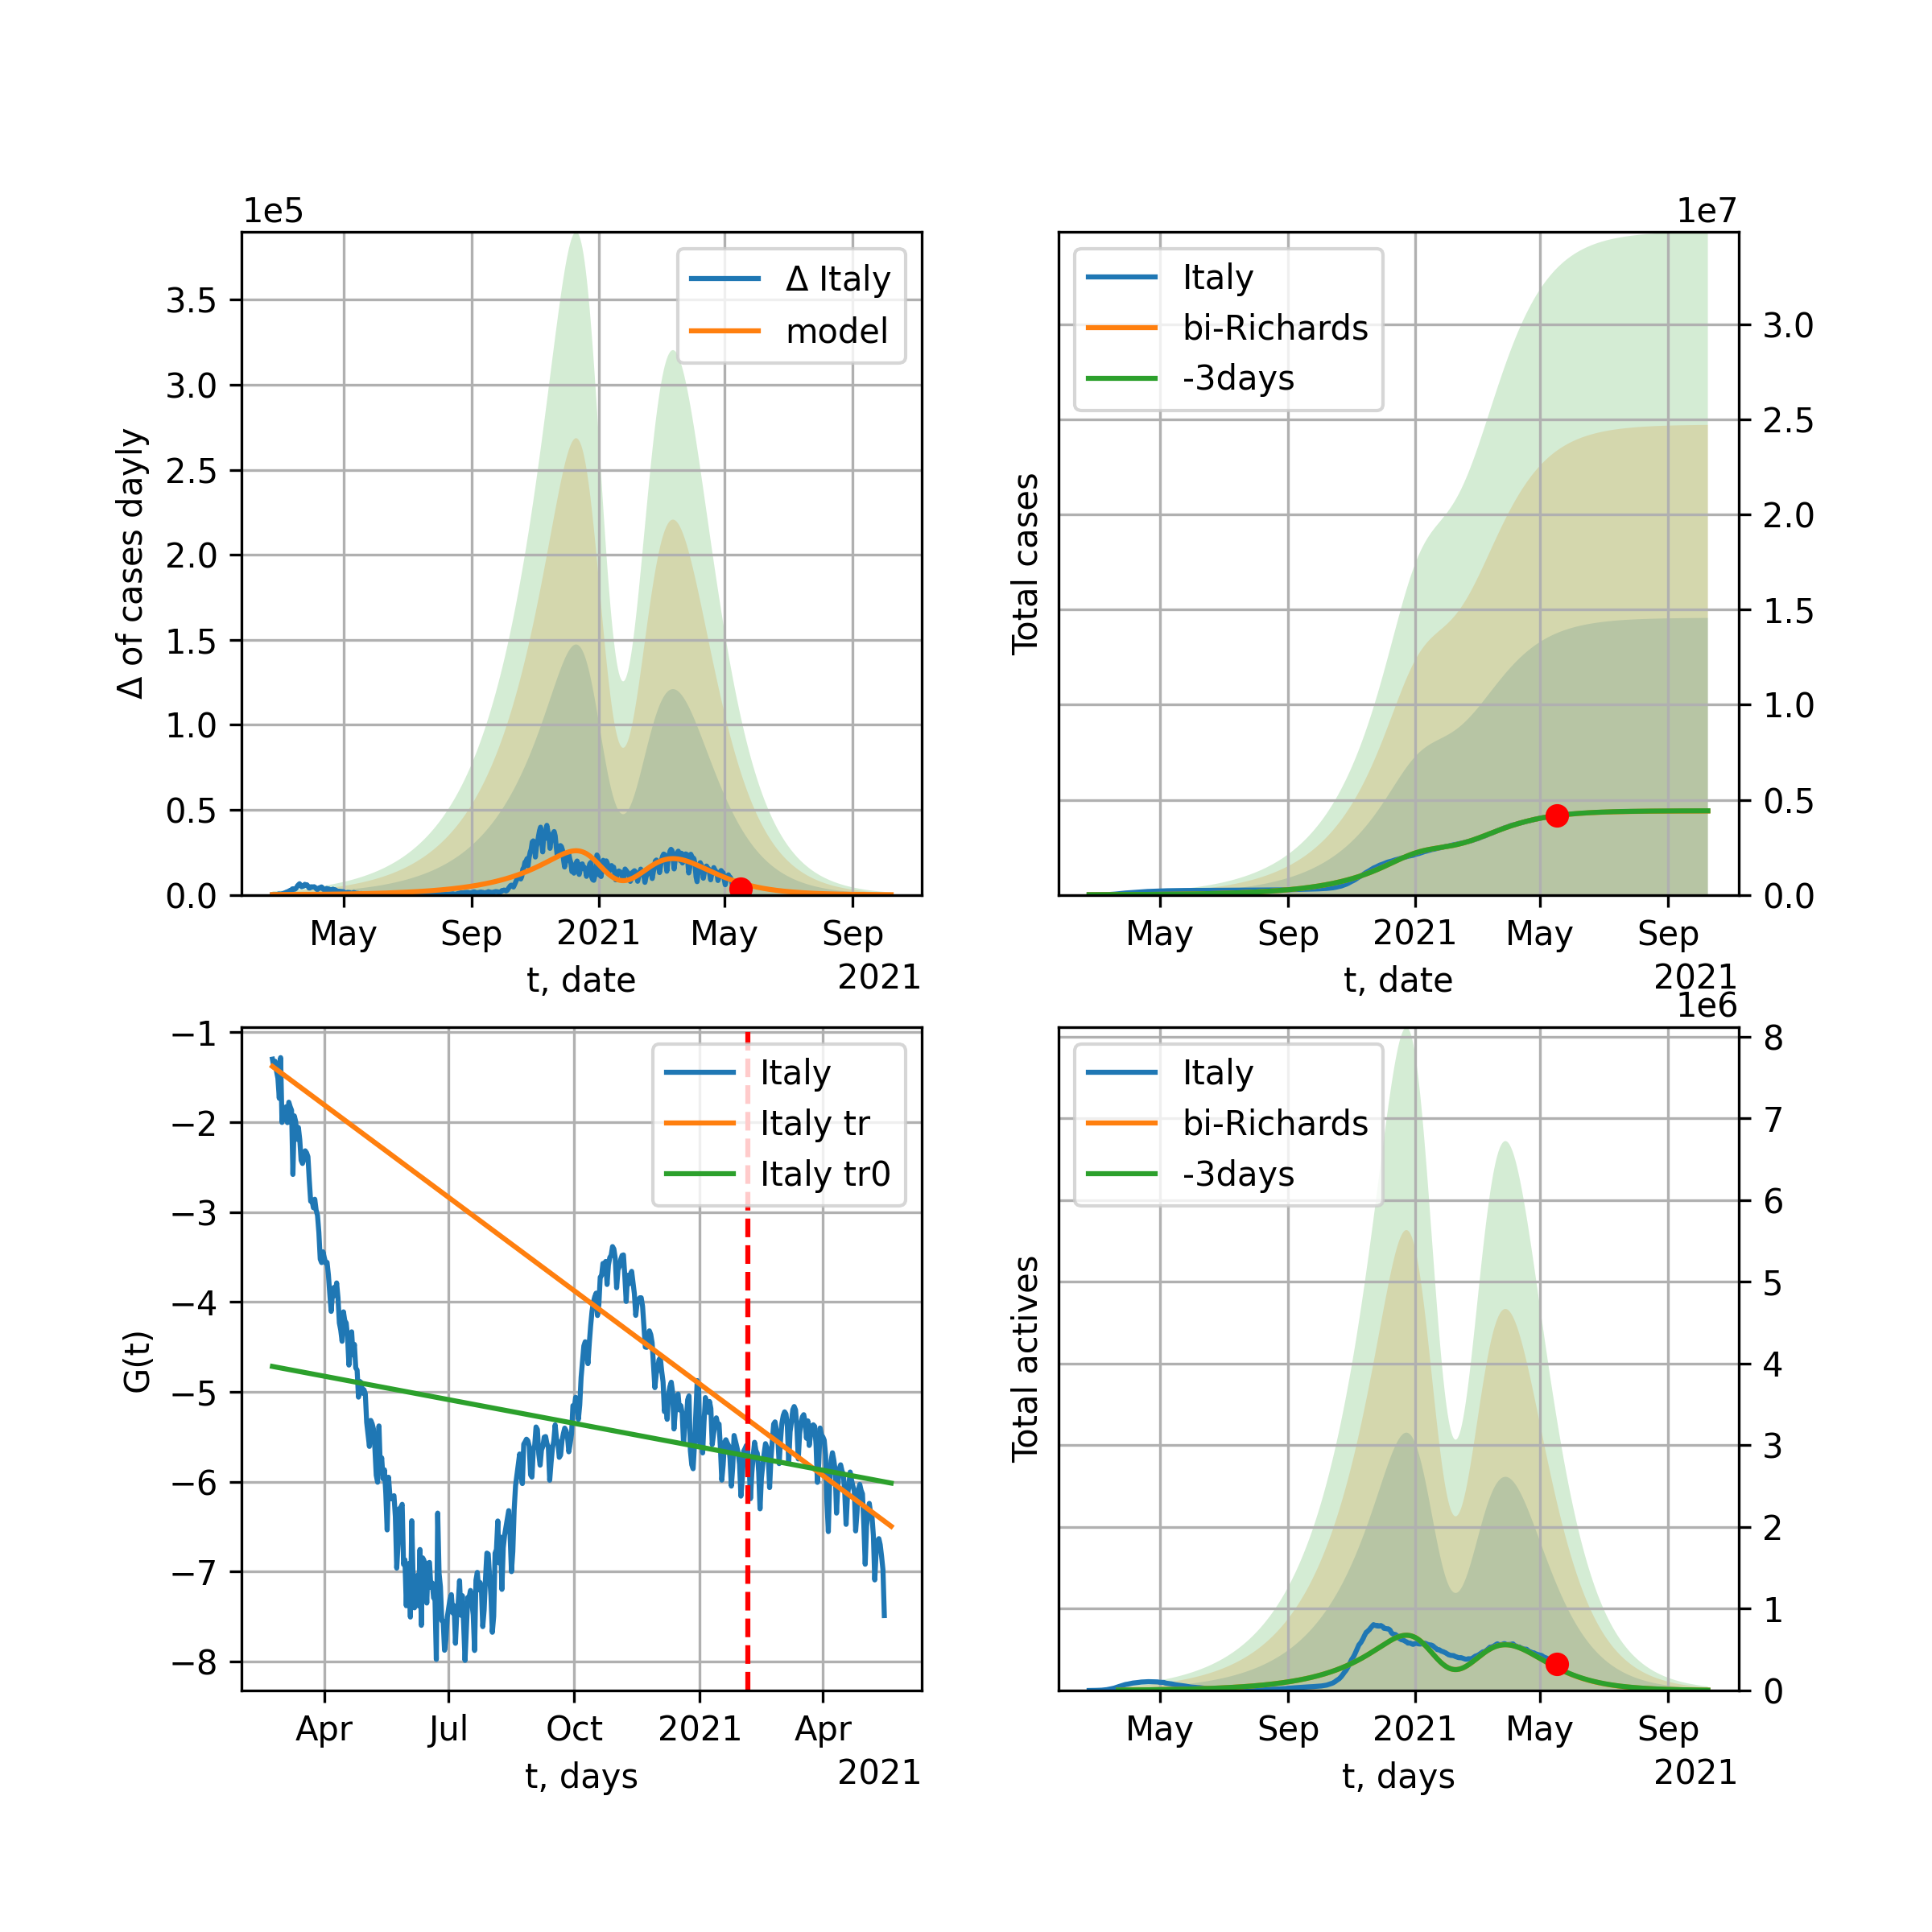 1e5
Δ Italy
model
3.5
3.0
2.5
2.0
1.5
1.0
0.5
0.0
Δ of cases dayly
May Sep 2021 May Sep
t, date
2021
1e7
Italy
bi-Richards
-3days
Total cases
3.0
2.5
2.0
1.5
1.0
0.5
0.0
May Sep 2021 May Sep
t, date
2021
−1
−2
−3
−4
−5
−6
−7
−8
G(t)
Italy
Italy tr
Italy tr0
Apr Jul Oct 2021 Apr
t, days
2021
1e6
Italy
bi-Richards
-3days
Total actives
8
7
6
5
4
3
2
1
0
May Sep 2021 May Sep
t, days
2021